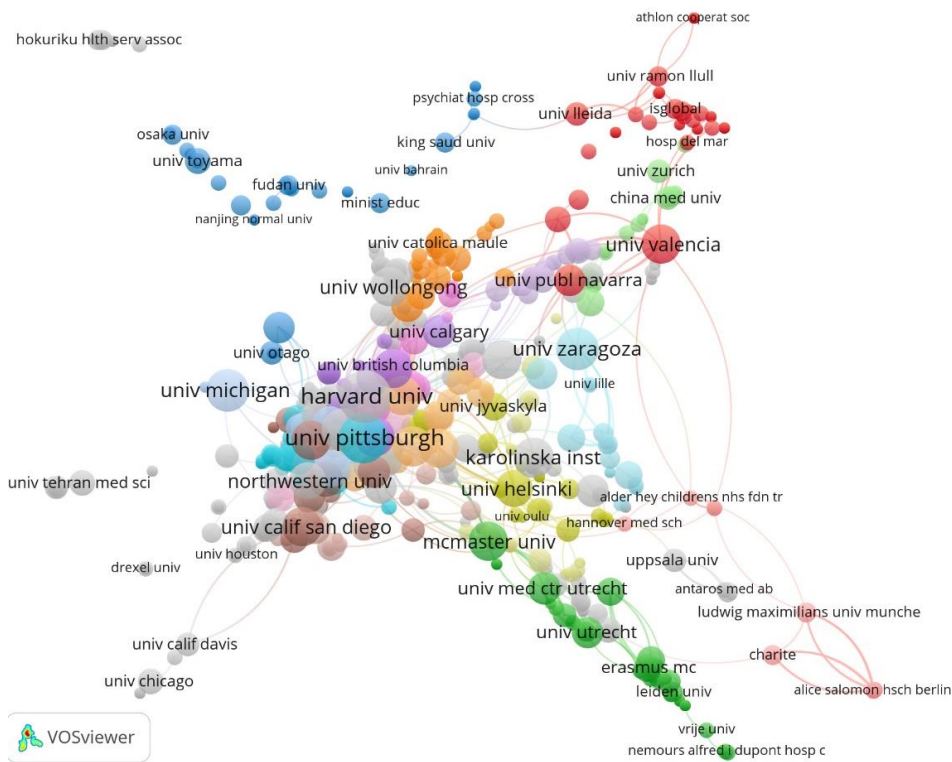 athlon cooperat soc
hokuriku hlth serv assoc
univ ramon llull
psychiat hosp cross
isglobal
univ lleida
osaka univ
king saud univ
hosp del mar
univ toyama
univ bahrain
univ zurich
fudan univ
china med univ
minist educ
nanjing normal univ
univ catolica maule
univ valencia
univ wollongong
univ publ navarra
univ calgary
univ otago
univ zaragoza
univ british columbia
univ lille
univ michigan
harvard univ
univ jyvaskyla
univ pittsburgh
karolinska inst
univ tehran med sci
northwestern univ
univ helsinki
alder hey childrens nhs fdn tr
univ oulu
hannover med sch
univ calif san diego
mcmaster univ
univ houston
uppsala univ
drexel univ
univ med ctr utrecht
antaros med ab
ludwig maximilians univ munche
univ utrecht
univ calif davis
charite
erasmus mc
univ chicago
leiden univ
alice salomon hsch berlin
vrije univ
VOSviewer
nemours alfred i dupont hosp c